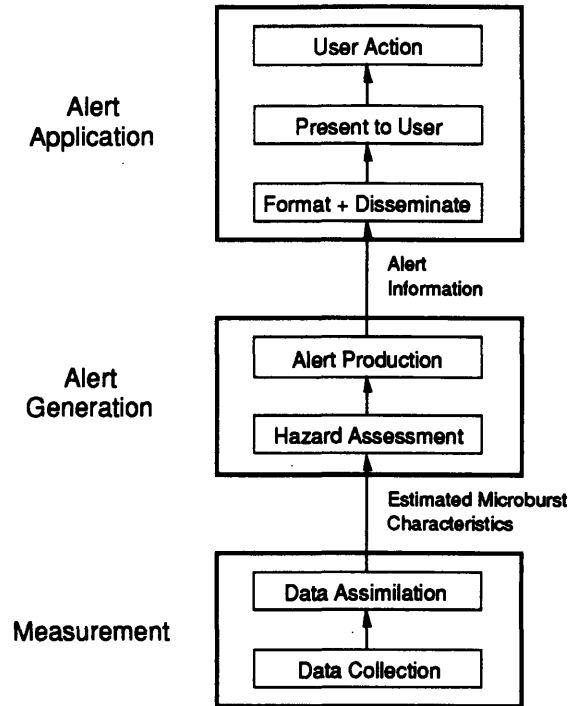 User Action
Alert
Application
Present to User
Format + Disseminate
Alert
Information
Alert Production
Alert
Generation
Hazard Assessment
Estimated Microburst
Characteristics
Data Assimilation
Measurement
Data Collection